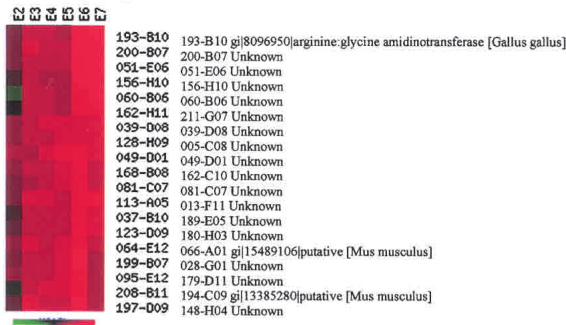 E2 E3 E4 E5 E6 E7
193-B10 193-B10 gi|8096950|arginine:glycine amidinotransferase [Gallus gallus]
200-B07 200-B07 Unknown
051-E06 051-E06 Unknown
156-H10 156-H10 Unknown
060-B06 060-B06 Unknown
162-H11 211-G07 Unknown
039-D08 039-D08 Unknown
128-H09 005-C08 Unknown
049-D01 049-D01 Unknown
168-B08 162-C10 Unknown
081-C07 081-C07 Unknown
113-A05 013-F11 Unknown
037-B10 189-E05 Unknown
123-D09 180-H03 Unknown
064-E12 066-A01 gi|15489106|putative [Mus musculus]
199-B07 028-G01 Unknown
095-E12 179-D11 Unknown
208-B11 194-C09 gi|13385280|putative [Mus musculus]
197-D09 148-H04 Unknown